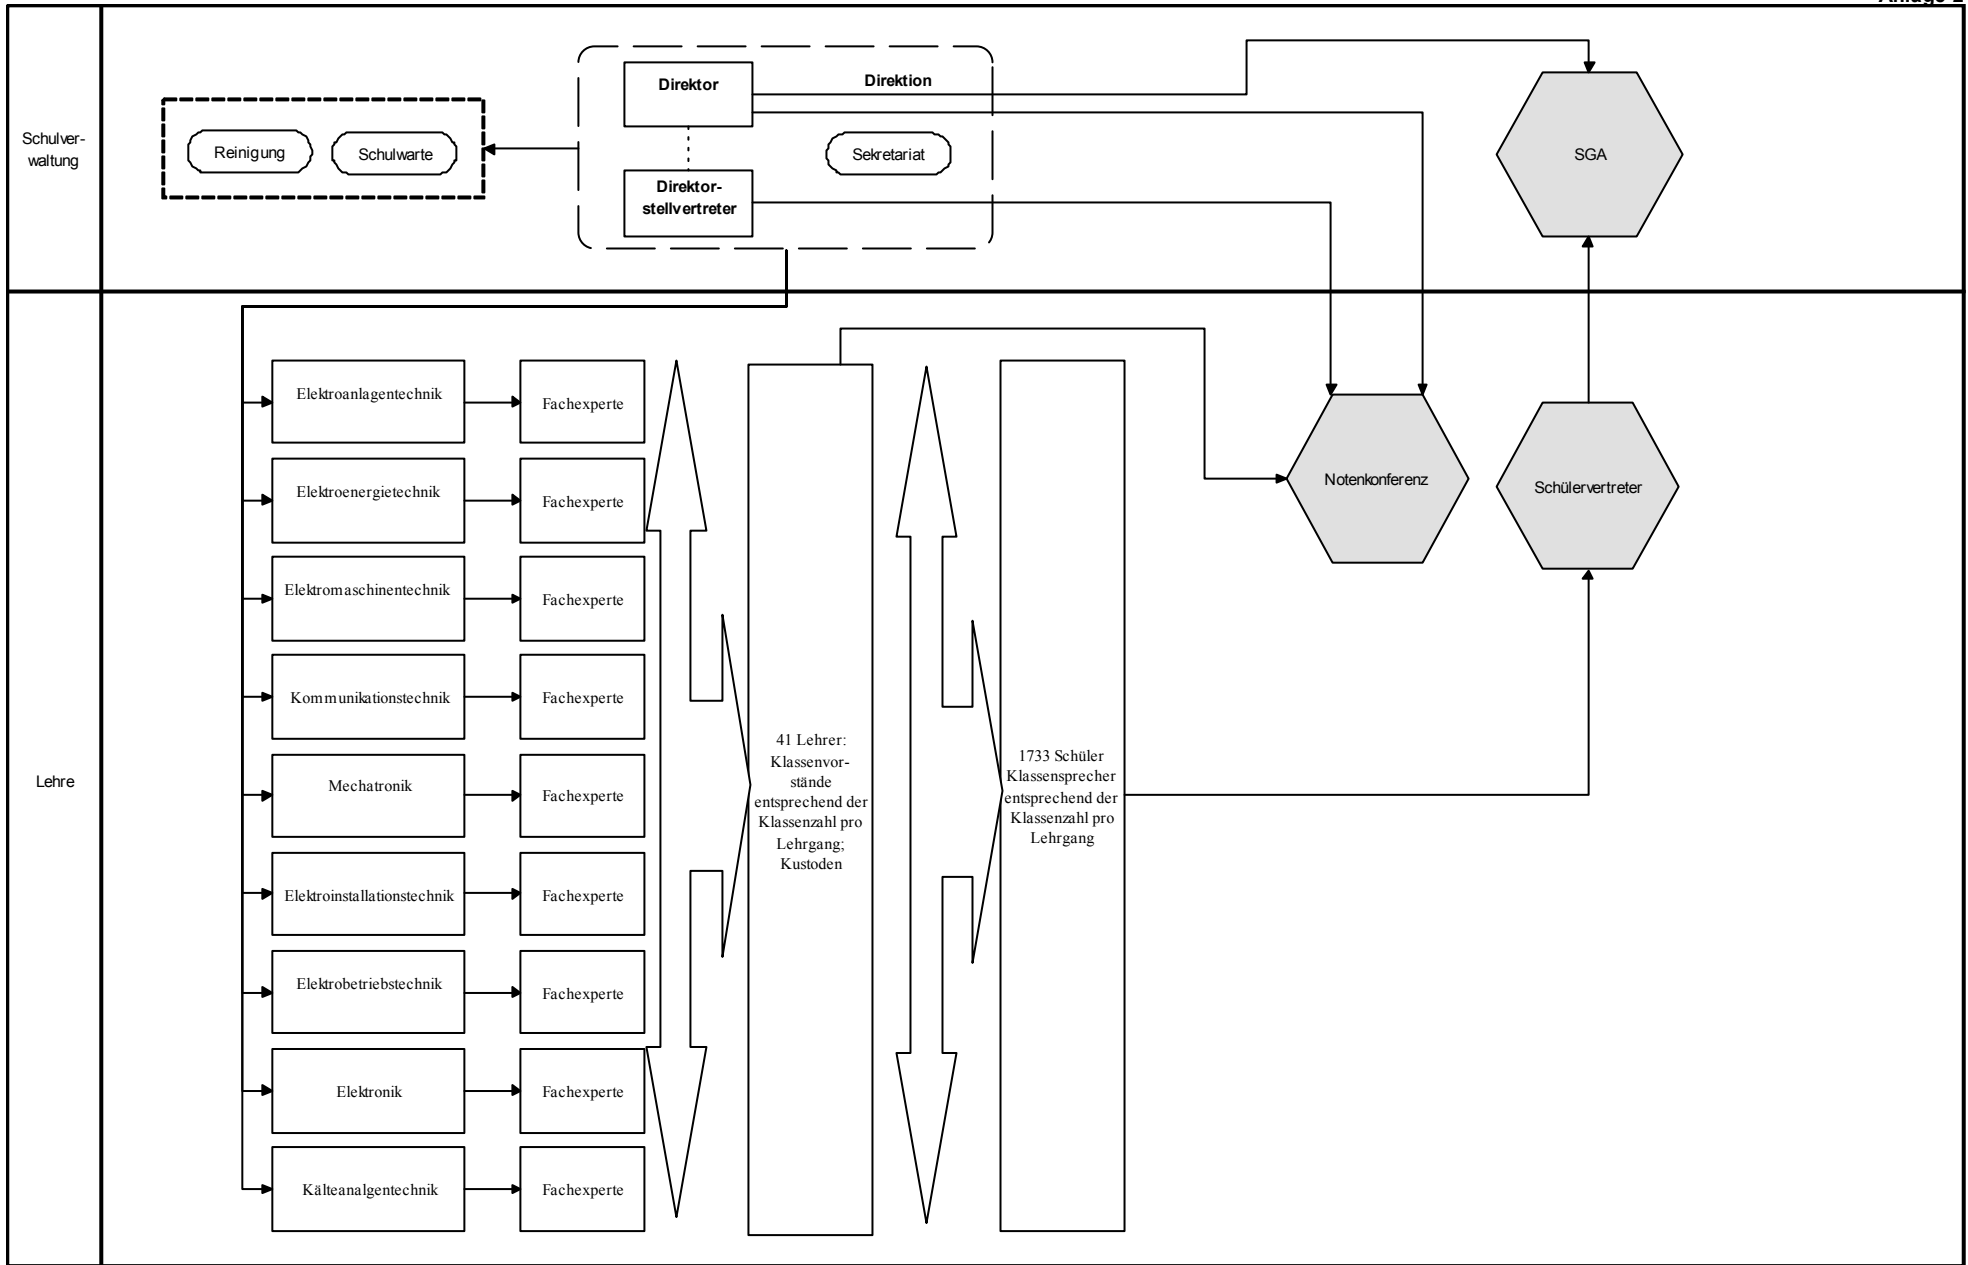 Anlage 2
Direktor
Direktion
Schulver-
waltung
Reinigung
Schulwarte
Sekretariat
SGA
Direktor-
stellvertreter
Elektroanlagentechnik
Fachexperte
Elektroenergietechnik
Fachexperte
Notenkonferenz
Schülervertreter
Elektromaschinentechnik
Fachexperte
Kommunikationstechnik
Fachexperte
Lehre
Mechatronik
Fachexperte
41 Lehrer:
Klassenvor-
stände
entsprechend der
Klassenzahl pro
Lehrgang;
Kustoden
1733 Schüler
Klassensprecher
entsprechend der
Klassenzahl pro
Lehrgang
Elektroinstallationstechnik
Fachexperte
Elektrobetriebstechnik
Fachexperte
Elektronik
Fachexperte
Kälteanalgentechnik
Fachexperte